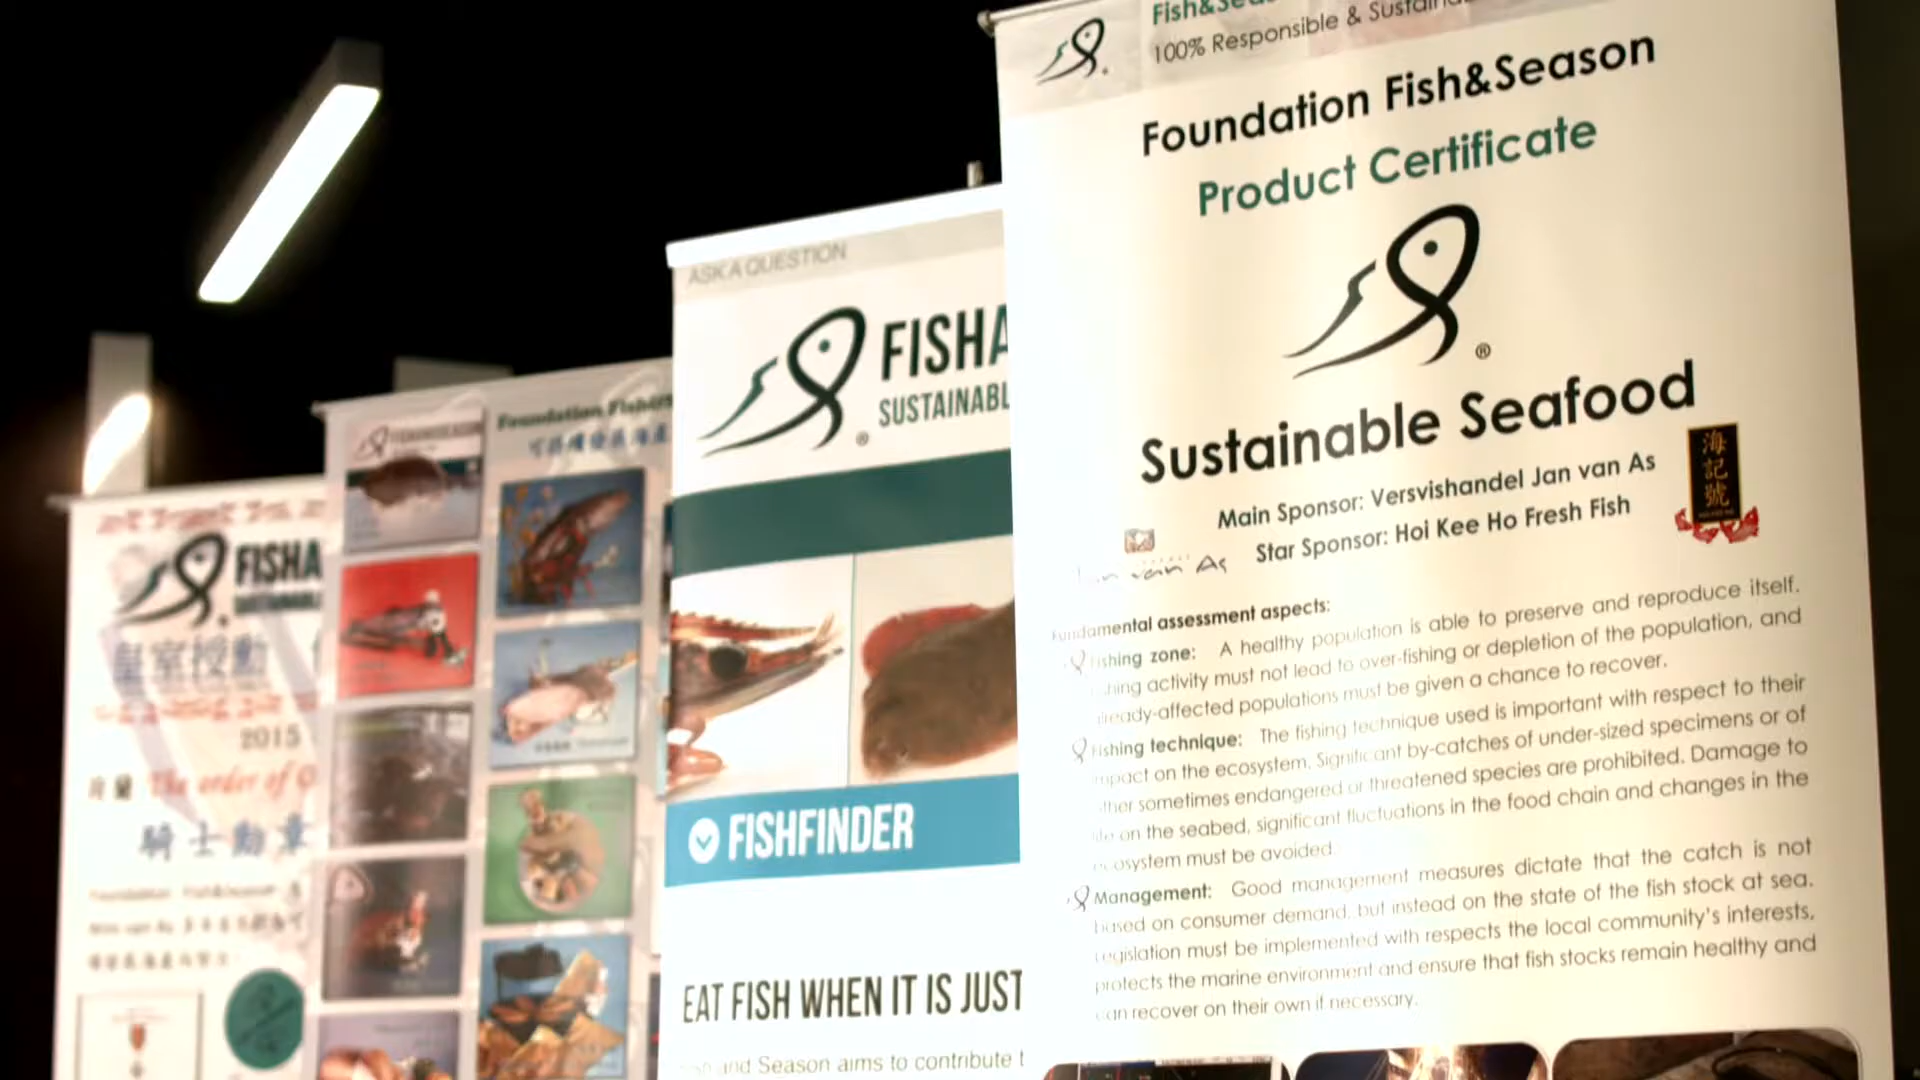 100% Responsible &
Foundation Fish&Season
Product Certificate
®
Sustainable Seafood
Main Sponsor: Versvishandel Jan van As
Star Sponsor: Hoi Kee Ho Fresh Fish
海記號
van As
Fundamental assessment aspects:
Fishing zone: A healthy population is able to preserve and reproduce itself.
fishing activity must not lead to over-fishing or depletion of the population, and
already-affected populations must be given a chance to recover.
Fishing technique: The fishing technique used is important with respect to their
impact on the ecosystem. Significant by-catches of under-sized specimens or of
other sometimes endangered or threatened species are prohibited. Damage to
life on the seabed, significant fluctuations in the food chain and changes in the
ecosystem must be avoided
Management: Good management measures dictate that the catch is not
based on consumer demand, but instead on the state of the fish stock at sea.
Legislation must be implemented with respects the local community's interests,
protects the marine environment and ensure that fish stocks remain healthy and
can recover on their own if necessary.
ASK A QUESTION
FISHA
SUSTAINABL
®
FISHFINDER
EAT FISH WHEN IT IS JUST
and Season aims to contribute t
Foundation
FISHA
皇室授勳
2015
The order of O
騎士勳章